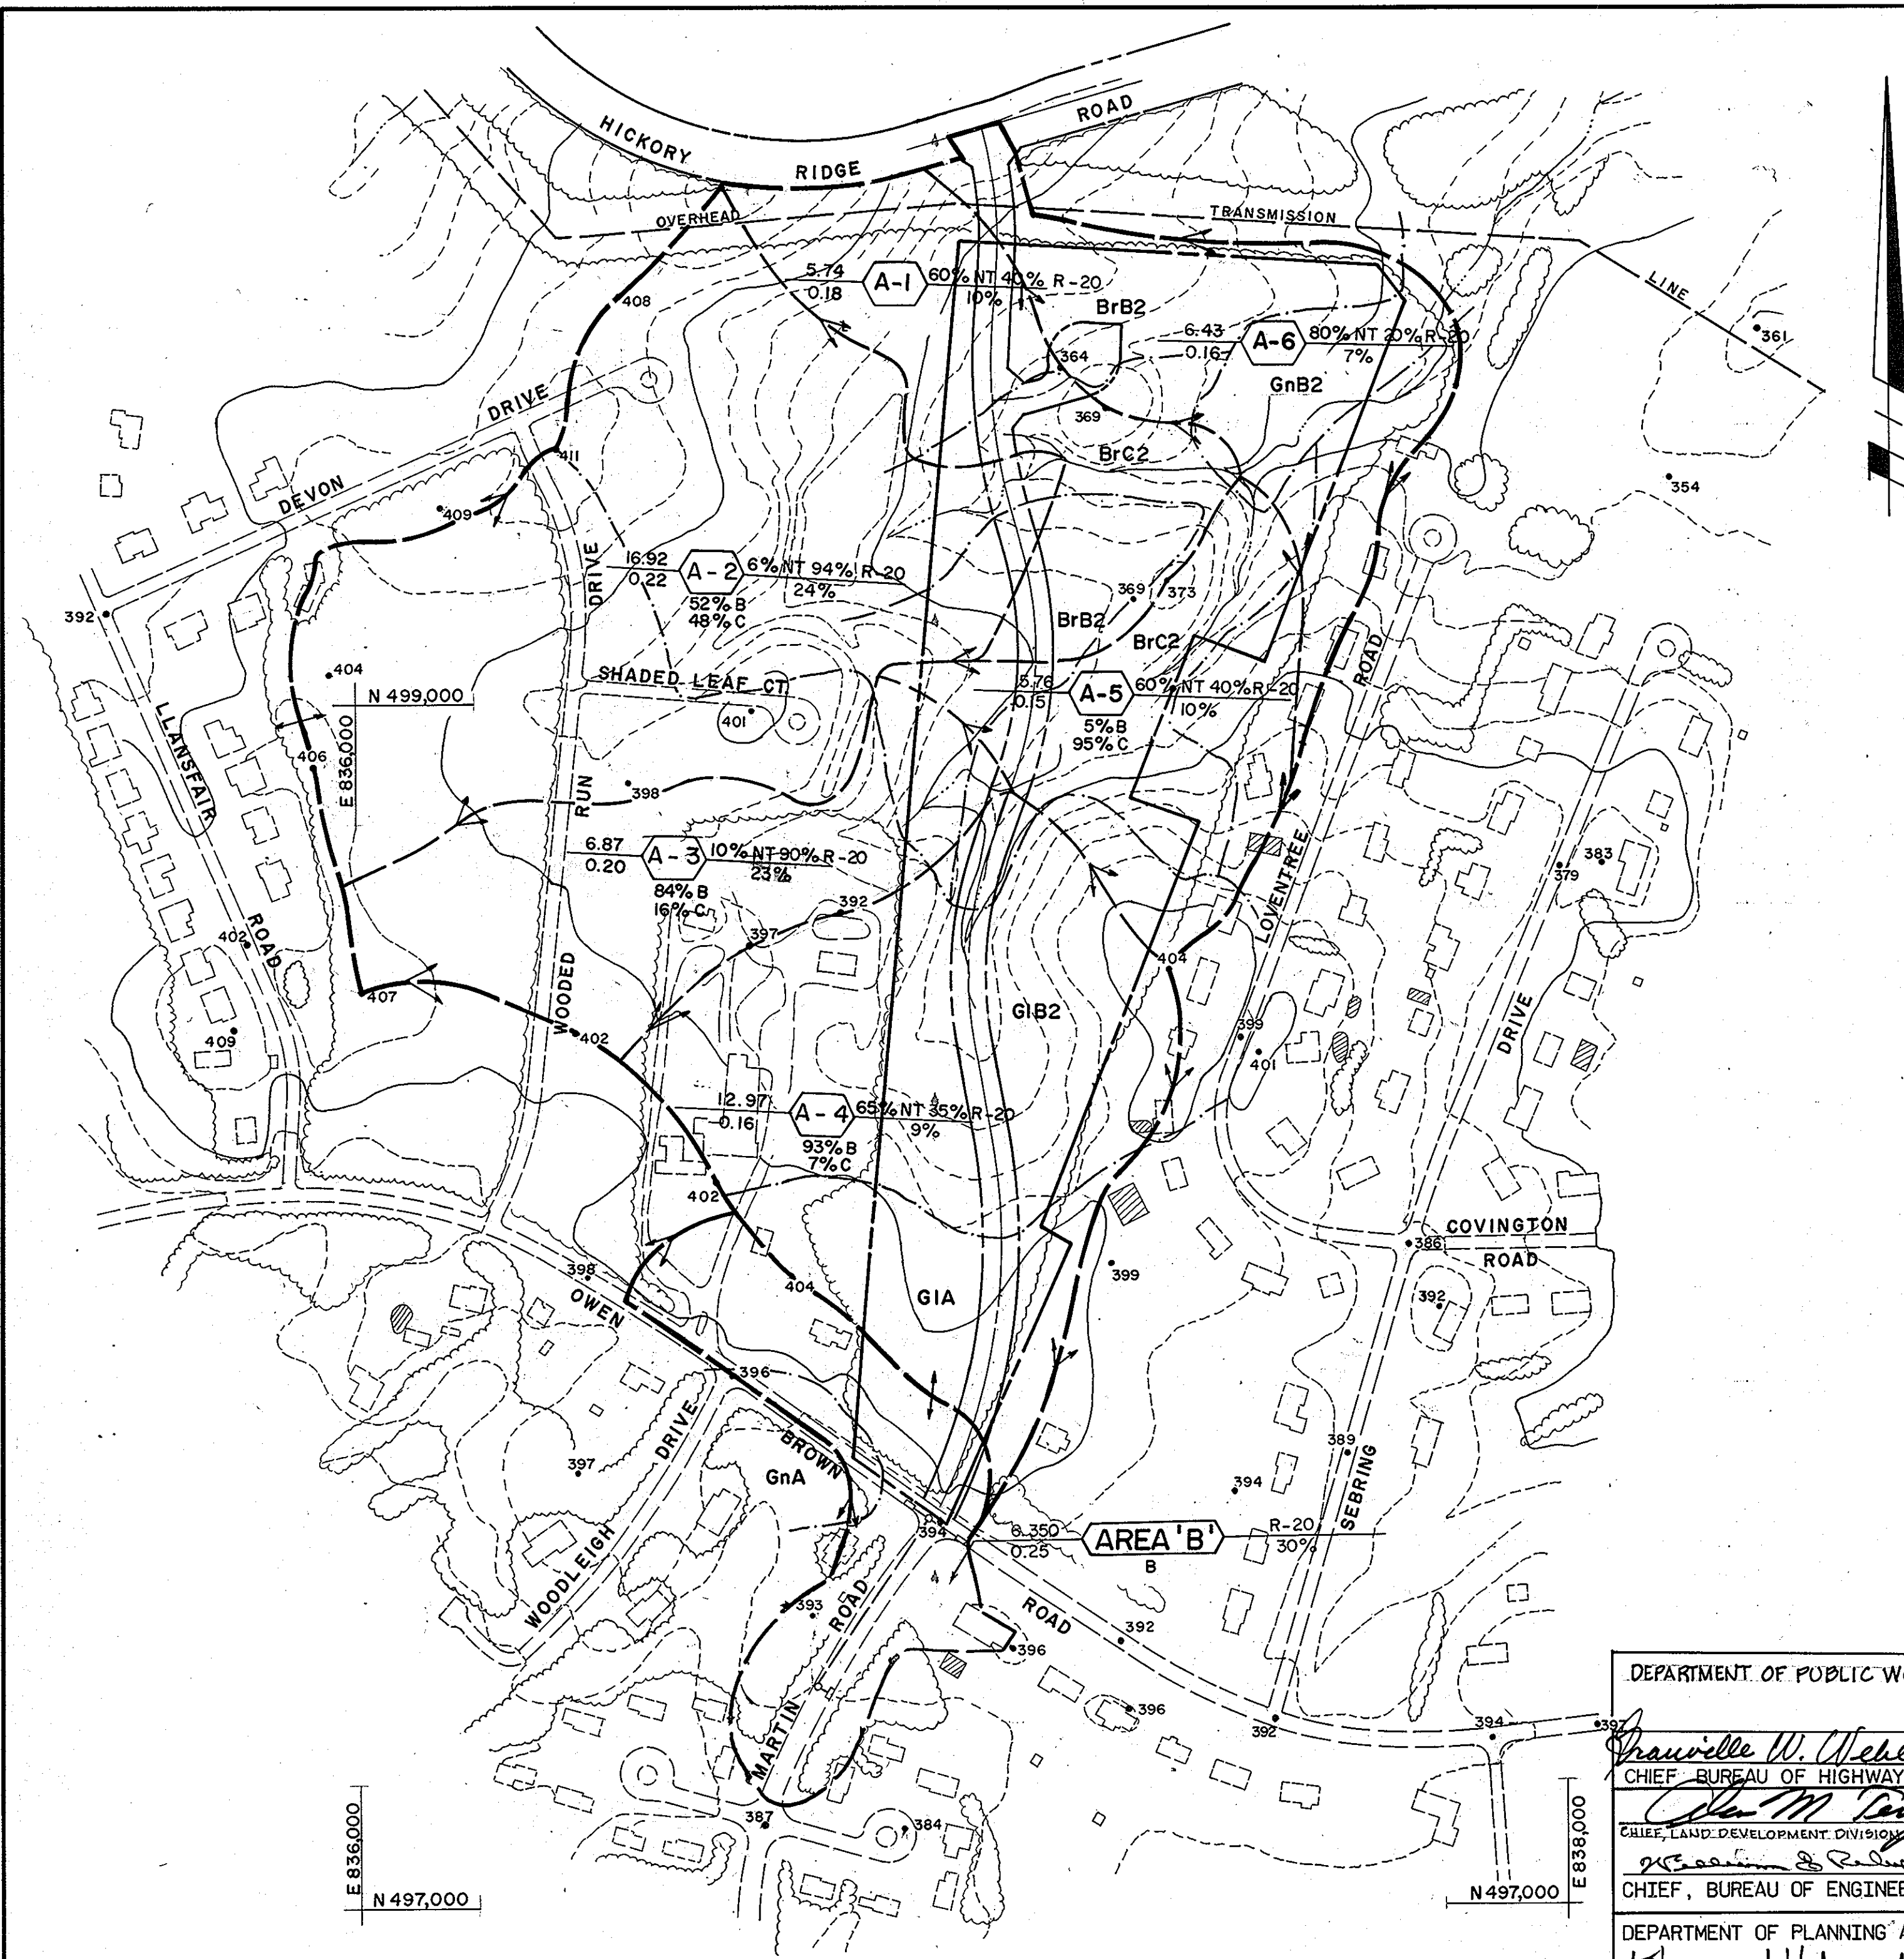 HICKORY RIDGE ROAD
OVERHEAD TRANSMISSION LINE
5.74
0.18
A-1
60% NT 40% R-20
10%
408
BrB2
6.43
0.16
A-6
80% NT 20% R-20
7%
361
364
GnB2
369
DRIVE
DEVON
411
BrC2
409
354
16.92
0.22
A-2
6% NT 94% R-20
24%
52% B
48% C
DRIVE
369
373
392
BrB2
BrC2
404
N 499,000
E 836,000
SHADED LEAF CT
401
5.76
0.15
A-5
60% NT 40% R-20
10%
5% B
95% C
ROAD
LLANSFAIR
406
398
RUN
6.87
0.20
A-3
10% NT 90% R-20
23%
84% B
16% C
392
397
LOVENTREE
383
379
402
ROAD
404
407
WOODED
402
GlB2
399
401
DRIVE
409
12.97
0.16
A-4
65% NT 35% R-20
9%
93% B
7% C
402
COVINGTON
386
ROAD
398
OWEN
404
GlA
399
392
396
DRIVE
BROWN
397
GnA
389
394
SEBRING
394
6.350
0.25
AREA 'B'
R-20
30%
B
WOODLEIGH
393
ROAD
ROAD
392
396
396
MARTIN
392
394
397
387
384
E 836,000
N 497,000
N 497,000
E 838,000
DEPARTMENT OF PUBLIC W
CHIEF BUREAU OF HIGHWAY
CHIEF, LAND DEVELOPMENT DIVISION
CHIEF, BUREAU OF ENGINEE
DEPARTMENT OF PLANNING